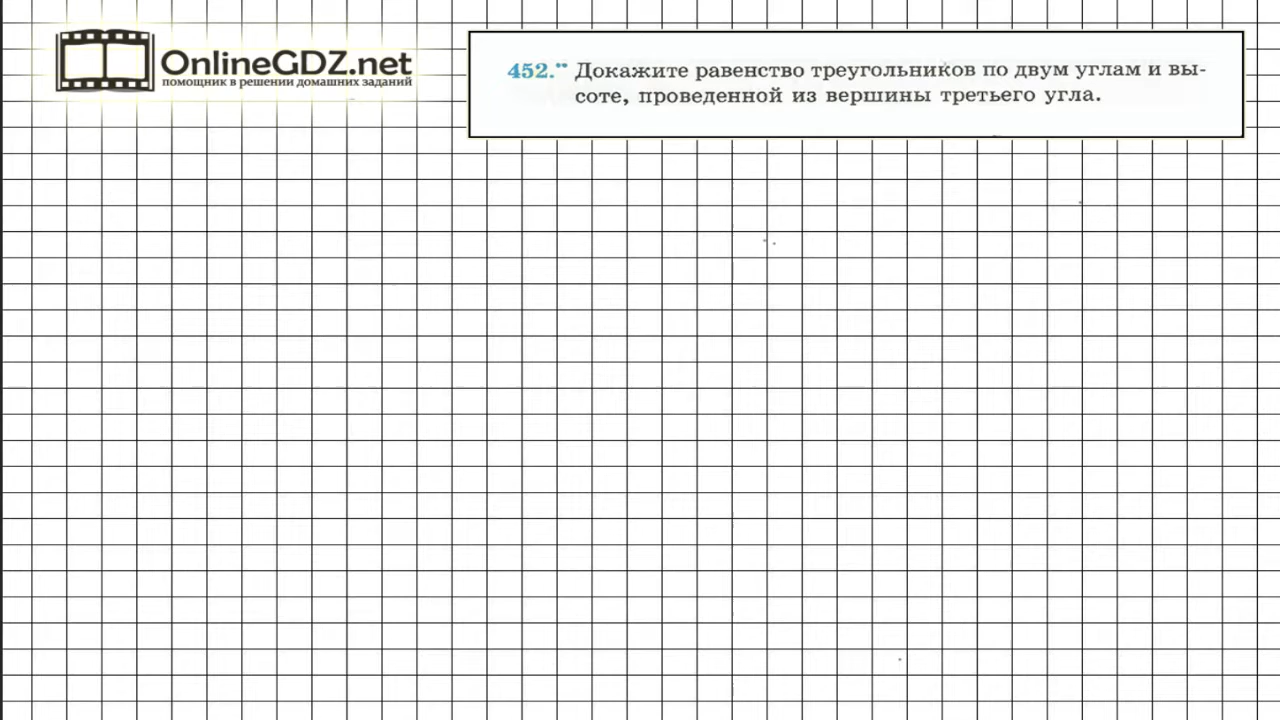 OnlineGDZ.net
помощник в решении домашних заданий
452.•• Докажите равенство треугольников по двум углам и вы-
соте, проведенной из вершины третьего угла.